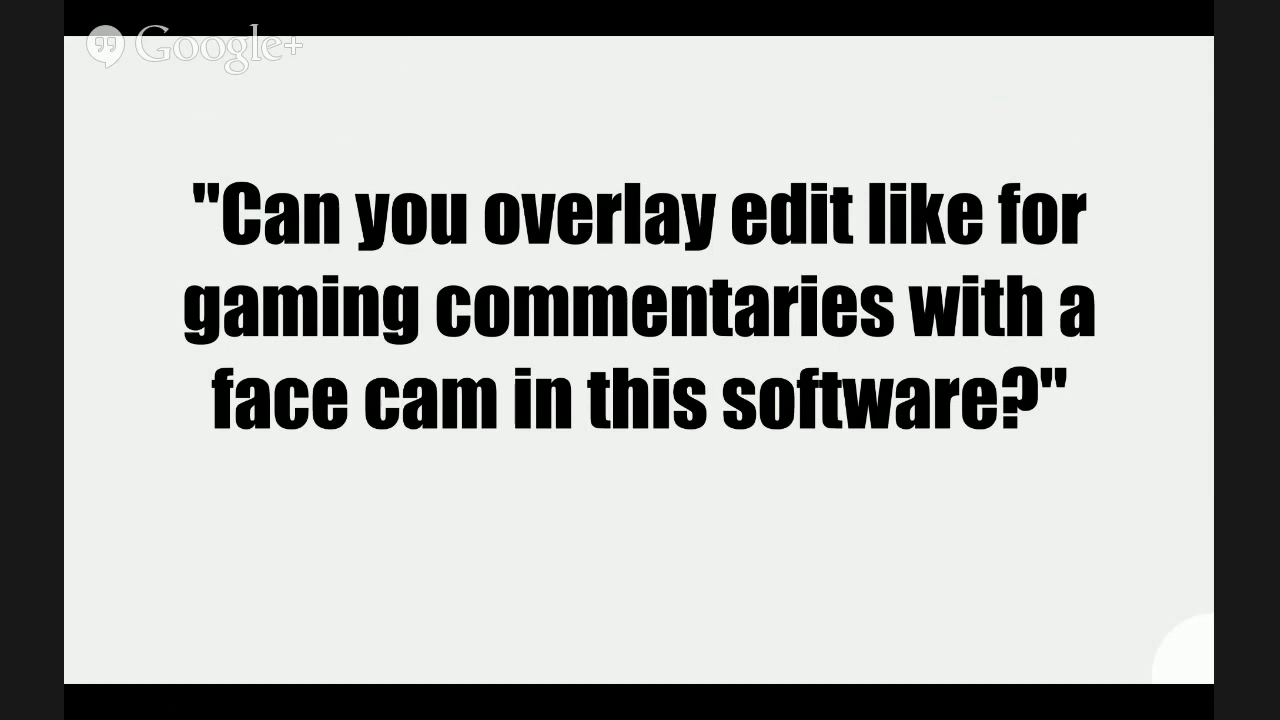 Google+
"Can you overlay edit like for
gaming commentaries with a
face cam in this software?"